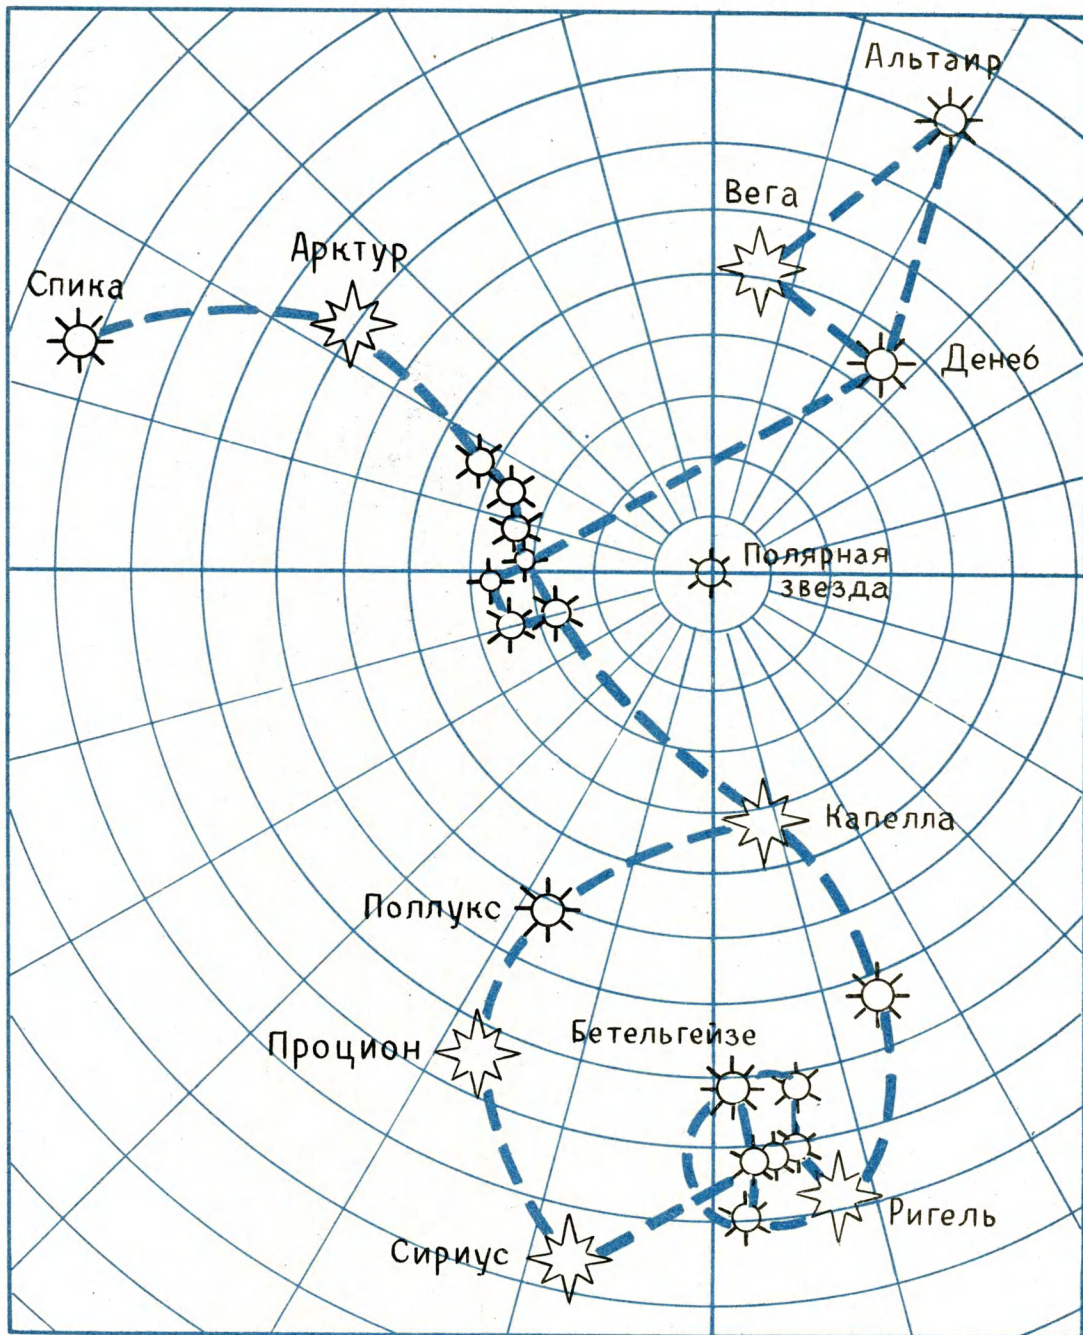 Альтаир
Вега
Арктур
Спика
Денеб
Полярная
звезда
Капелла
Поллукс
Бетельгейзе
Процион
Ригель
Сириус